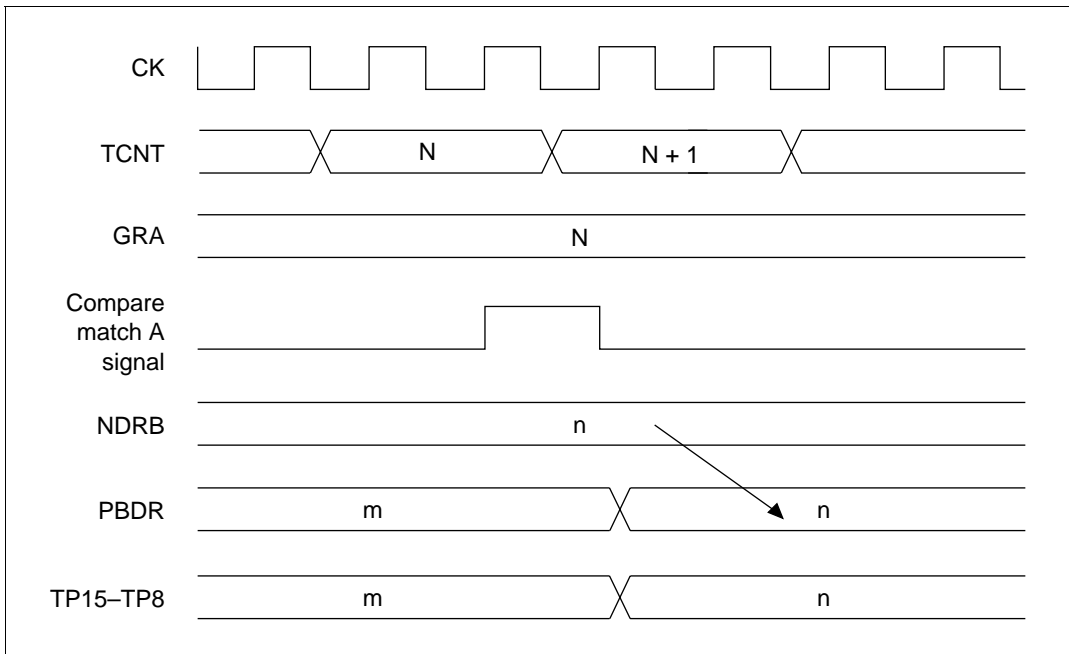 CK
TCNT
N
N + 1
GRA
N
Compare
match A
signal
NDRB
n
PBDR
m
n
TP15–TP8
m
n